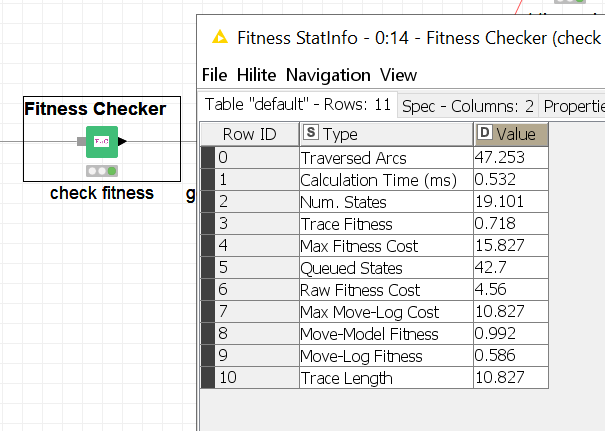 Fitness StatInfo - 0:14 - Fitness Checker (check
File Hilite Navigation View
Table "default" - Rows: 11 Spec - Columns: 2 Propertie
Row ID S Type D Value
0 Traversed Arcs 47.253
1 Calculation Time (ms) 0.532
2 Num. States 19.101
3 Trace Fitness 0.718
4 Max Fitness Cost 15.827
5 Queued States 42.7
6 Raw Fitness Cost 4.56
7 Max Move-Log Cost 10.827
8 Move-Model Fitness 0.992
9 Move-Log Fitness 0.586
10 Trace Length 10.827
Fitness Checker
check fitness
g